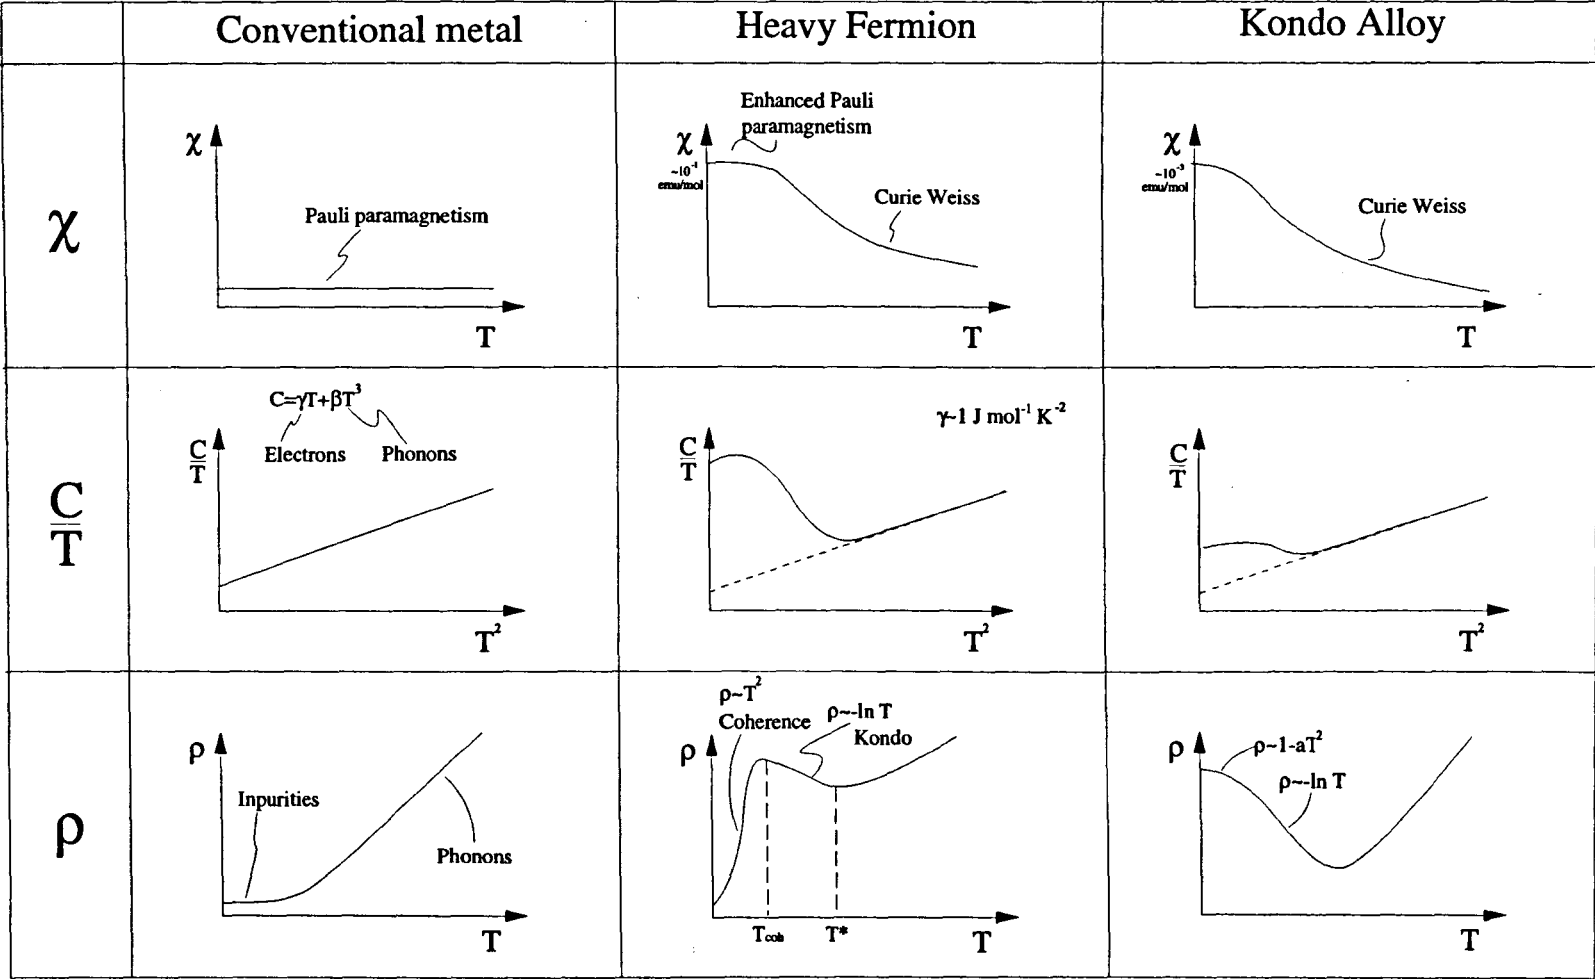 Conventional metal
Heavy Fermion
Kondo Alloy
χ
χ
Pauli paramagnetism
T
Enhanced Pauli
paramagnetism
χ
~10⁻¹
emu/mol
Curie Weiss
T
χ
~10⁻³
emu/mol
Curie Weiss
T
C
T
C=γT+βT³
Electrons
Phonons
C
T
T²
γ~1 J mol⁻¹ K⁻²
C
T
T²
C
T
T²
ρ
ρ
Inpurities
Phonons
T
ρ~T²
Coherence
ρ~-ln T
Kondo
ρ
Tcoh
T*
T
ρ
ρ~1-aT²
ρ~-ln T
T